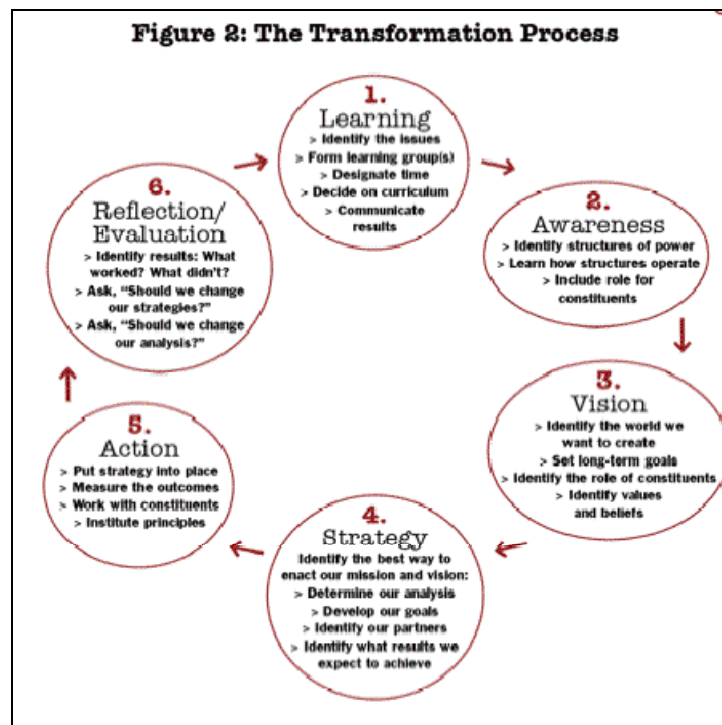 Figure 2: The Transformation Process
1.
Learning
> Identify the issues
> Form learning group(s)
> Designate time
> Decide on curriculum
> Communicate
results
2.
Awareness
> Identify structures of power
> Learn how structures operate
> Include role for
constituents
3.
Vision
> Identify the world we
want to create
> Set long-term goals
> Identify the role of constituents
> Identify values
and beliefs
4.
Strategy
Identify the best way to
enact our mission and vision:
> Determine our analysis
> Develop our goals
> Identify our partners
> Identify what results we
expect to achieve
5.
Action
> Put strategy into place
> Measure the outcomes
> Work with constituents
> Institute principles
6.
Reflection/
Evaluation
> Identify results: What
worked? What didn't?
> Ask, "Should we change
our strategies?"
> Ask, "Should we change
our analysis?"